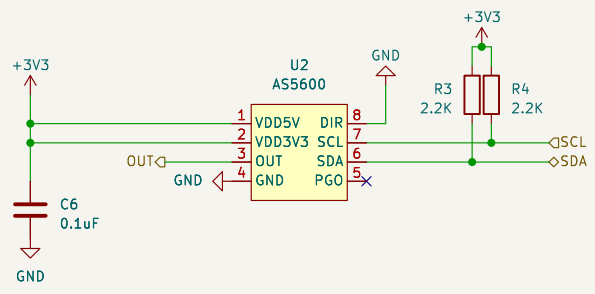 +3V3
+3V3
U2
AS5600
GND
R3
2.2K
R4
2.2K
1 VDD5V DIR 8
2 VDD3V3 SCL 7 SCL
OUT 3 OUT SDA 6 SDA
GND 4 GND PGO 5
C6
0.1uF
GND